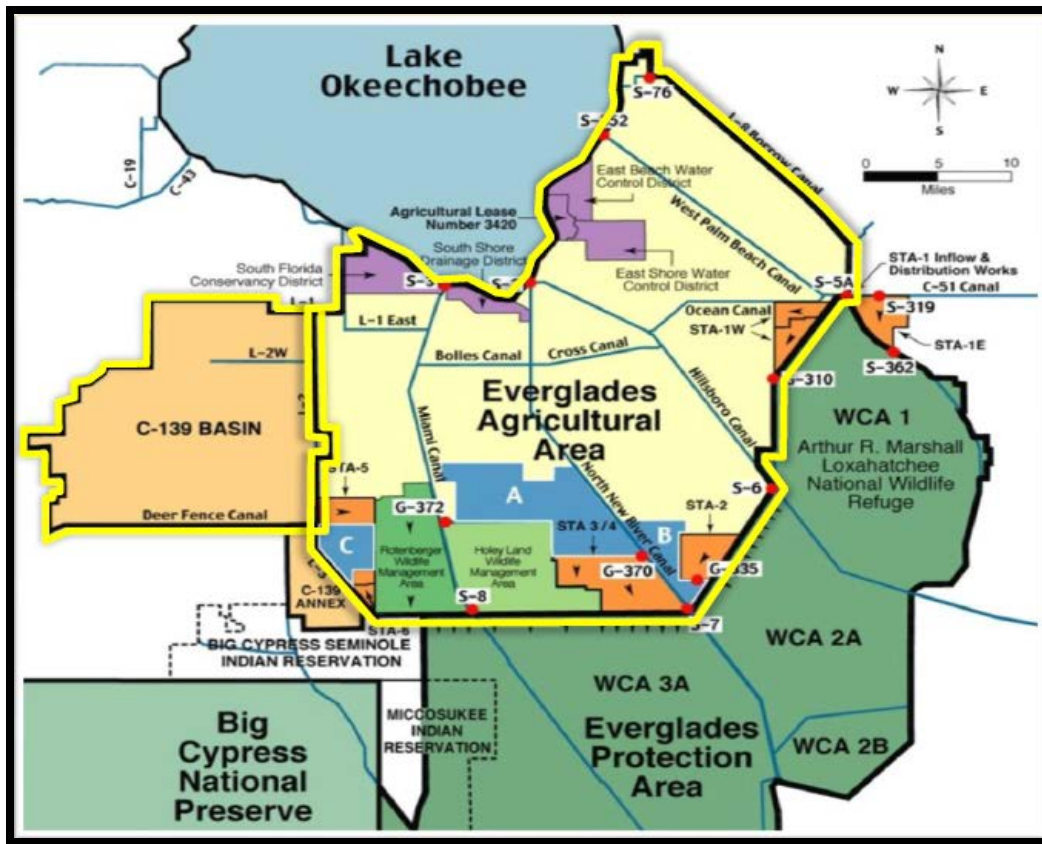 Lake
Okeechobee
N
W
E
S
0
5
10
Miles
S-76
L-8 Borrow Canal
C-19
C-43
East Beach Water
Control District
Agricultural Lease
Number 3420
West Palm Beach Canal
South Shore
Drainage District
South Florida
Conservancy District
East Shore Water
Control District
STA-1 Inflow &
Distribution Works
S-5A
C-51 Canal
L-1
L-1 East
Ocean Canal
STA-1W
S-319
STA-1E
S-362
L-2W
Bolles Canal
Cross Canal
Hillsboro Canal
WCA 1
Arthur R. Marshall
Loxahatchee
National Wildlife
Refuge
Everglades
Agricultural
Area
C-139 BASIN
Miami Canal
North New River Canal
STA-5
A
S-6
STA-2
Deer Fence Canal
G-372
STA 3/4
B
C
Rotenberger
Wildlife
Management
Area
Holey Land
Wildlife
Management
Area
G-370
L-3
C-139
ANNEX
S-8
S-7
STA-6
BIG CYPRESS SEMINOLE
INDIAN RESERVATION
WCA 2A
WCA 3A
MICCOSUKEE
INDIAN
RESERVATION
Big
Cypress
National
Preserve
Everglades
Protection
Area
WCA 2B